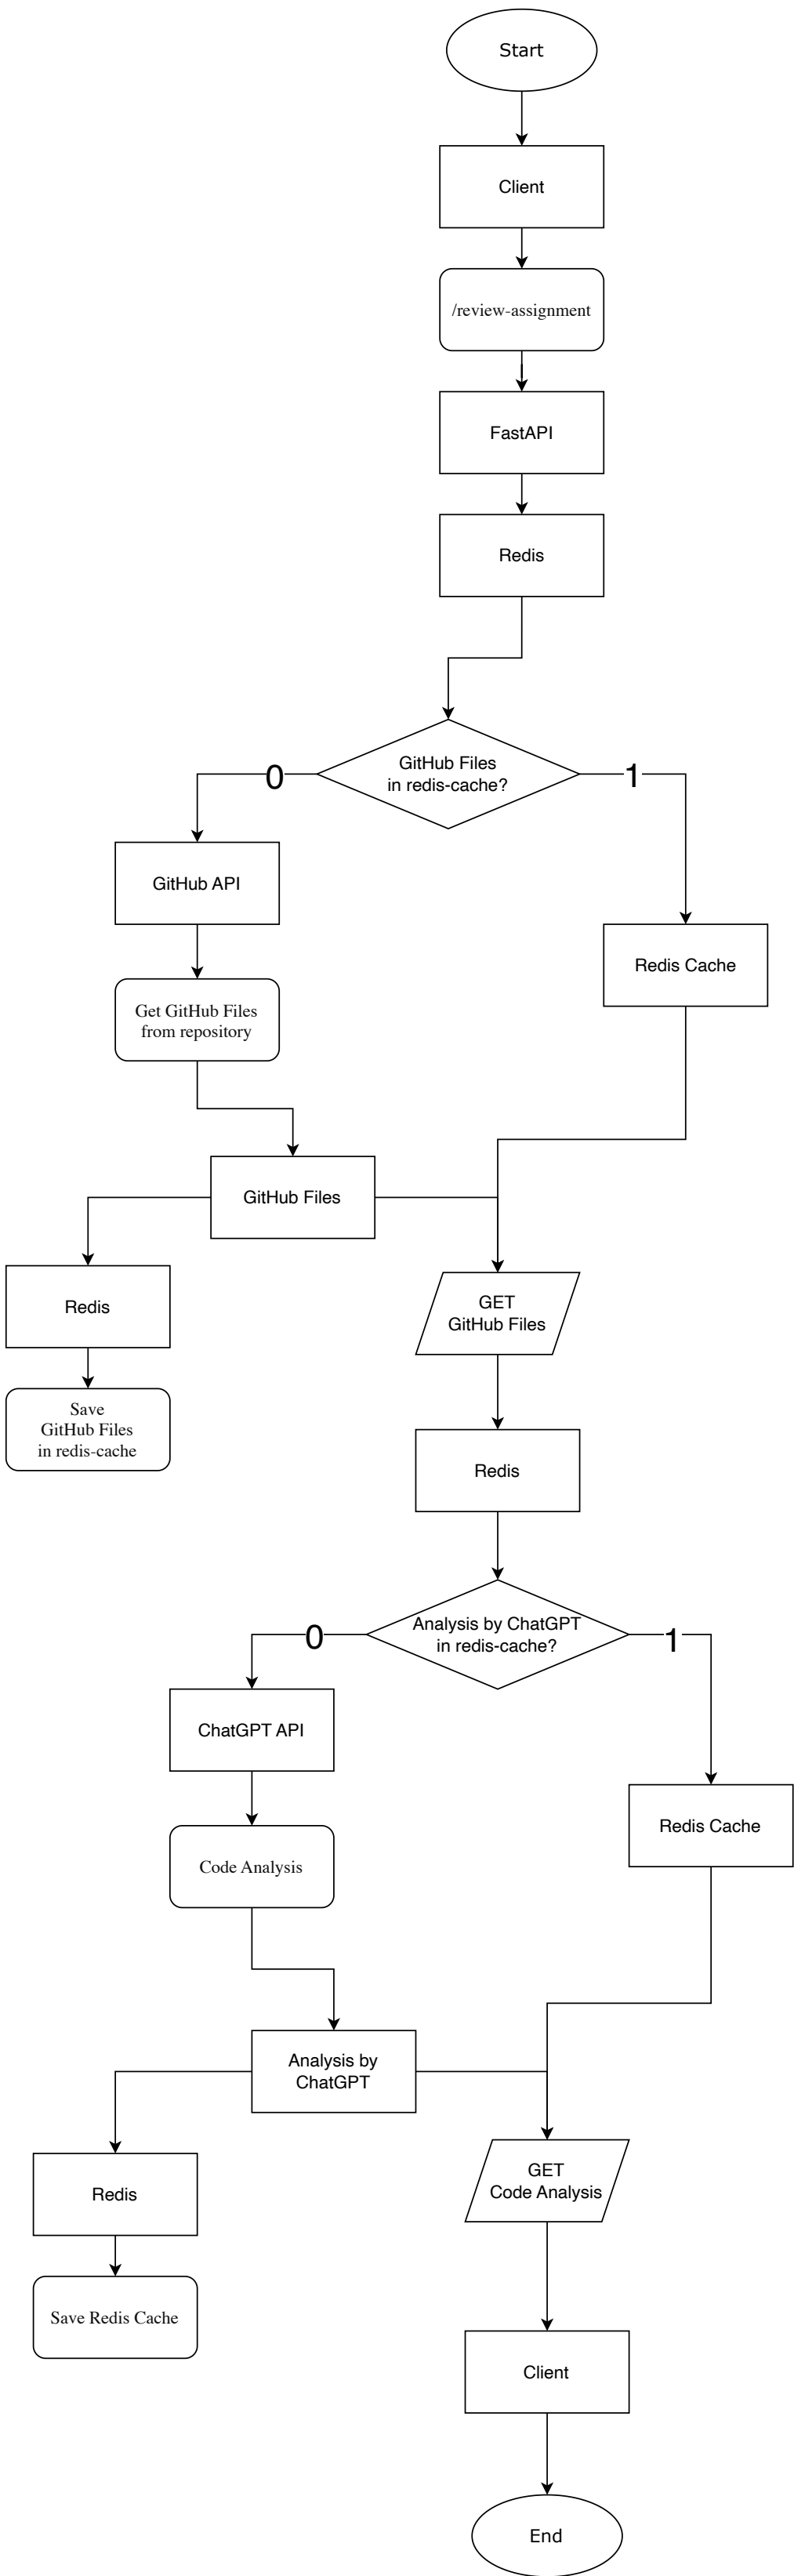 Start
Client
/review-assignment
FastAPI
Redis
GitHub Files
in redis-cache?
0
1
GitHub API
Redis Cache
Get GitHub Files
from repository
GitHub Files
Redis
GET
GitHub Files
Save
GitHub Files
in redis-cache
Redis
Analysis by ChatGPT
in redis-cache?
0
1
ChatGPT API
Redis Cache
Code Analysis
Analysis by
ChatGPT
Redis
GET
Code Analysis
Save Redis Cache
Client
End